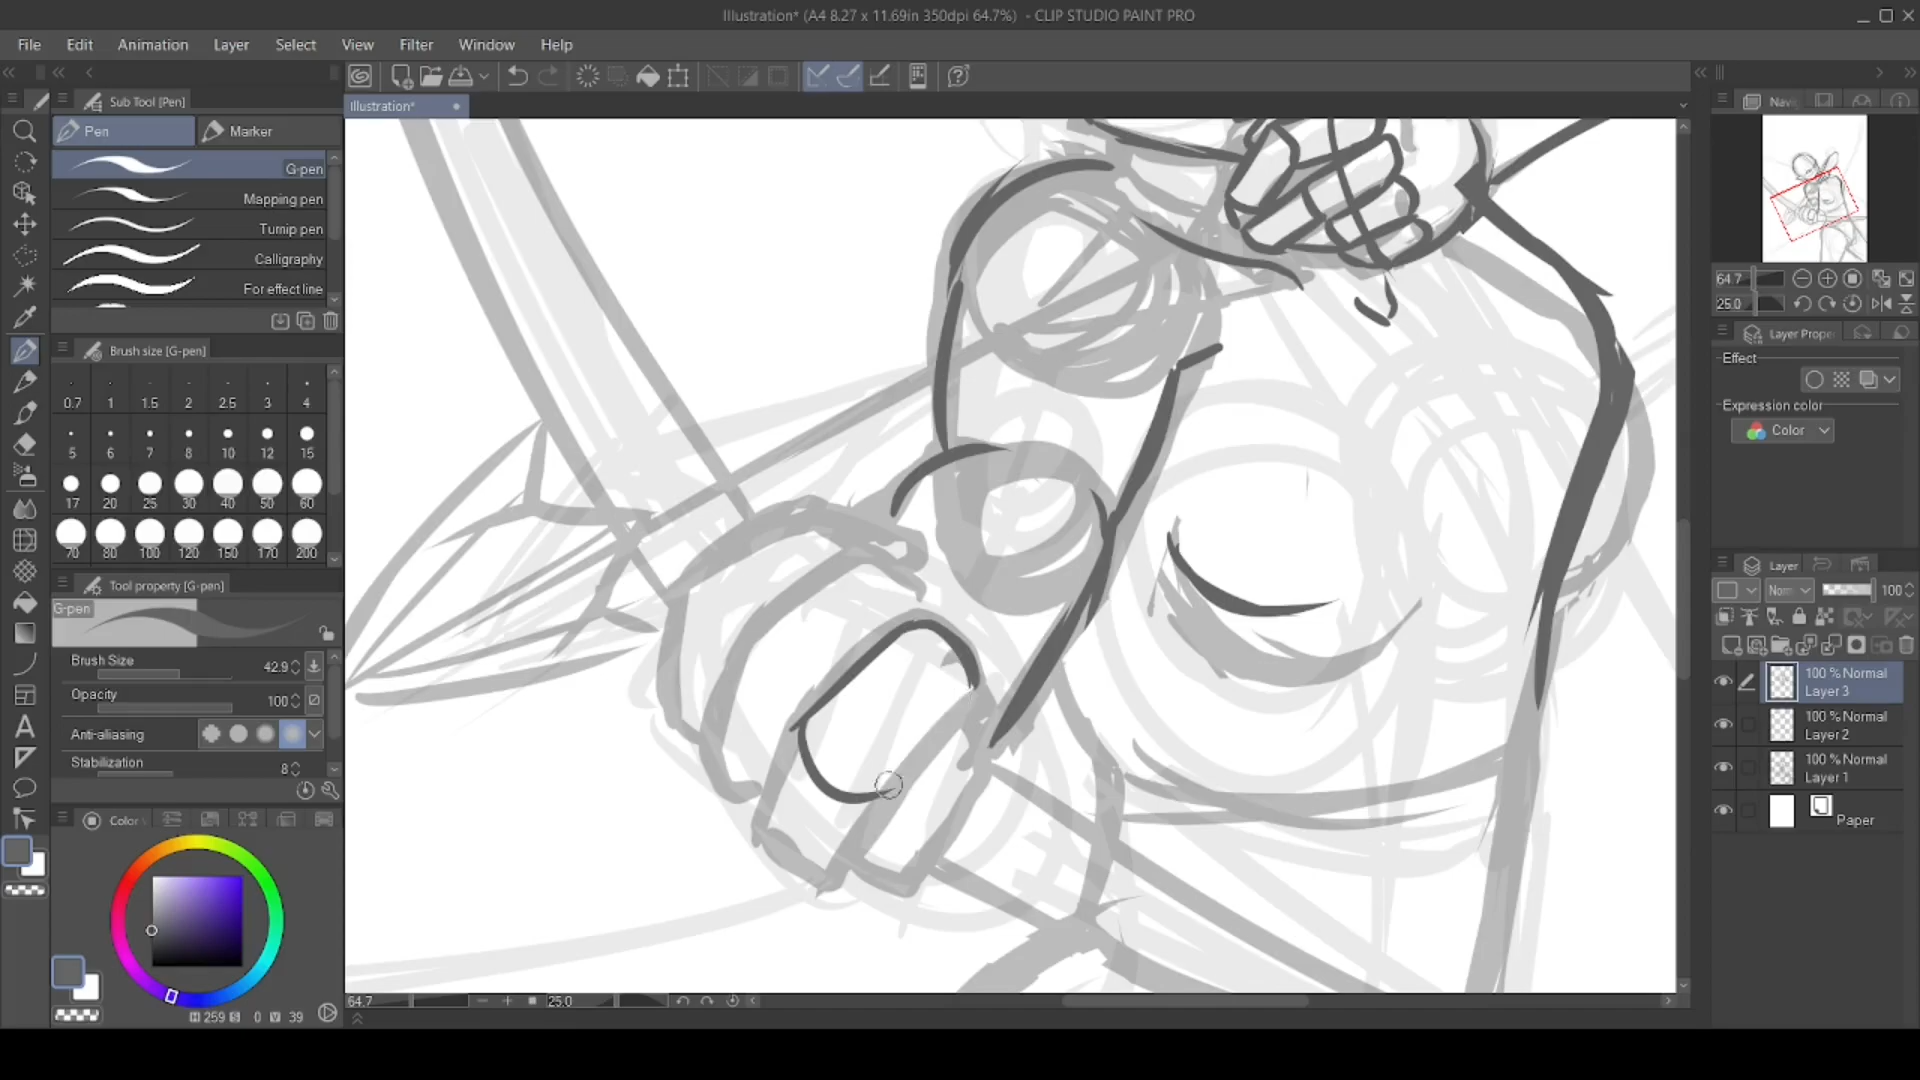 Illustration* (A4 8.27 x 11.69in 350dpi 64.7%) - CLIP STUDIO PAINT PRO
File Edit Animation Layer Select View Filter Window Help
Sub Tool [Pen]
Illustration*
Pen Marker
G-pen
Mapping pen
Turnip pen
Calligraphy
For effect line
Brush size [G-pen]
0.7 1 1.5 2 2.5 3 4
5 6 7 8 10 12 15
17 20 25 30 40 50 60
70 80 100 120 150 170 200
Tool property [G-pen]
G-pen
Brush Size 42.9
Opacity 100
Anti-aliasing
Stabilization 8
Color
259 S 0 V 39
64.7 25.0
Navi
64.7
25.0
Layer Prope
Effect
Expression color
Color
Layer
Norm 100
100 % Normal
Layer 3
100 % Normal
Layer 2
100 % Normal
Layer 1
Paper